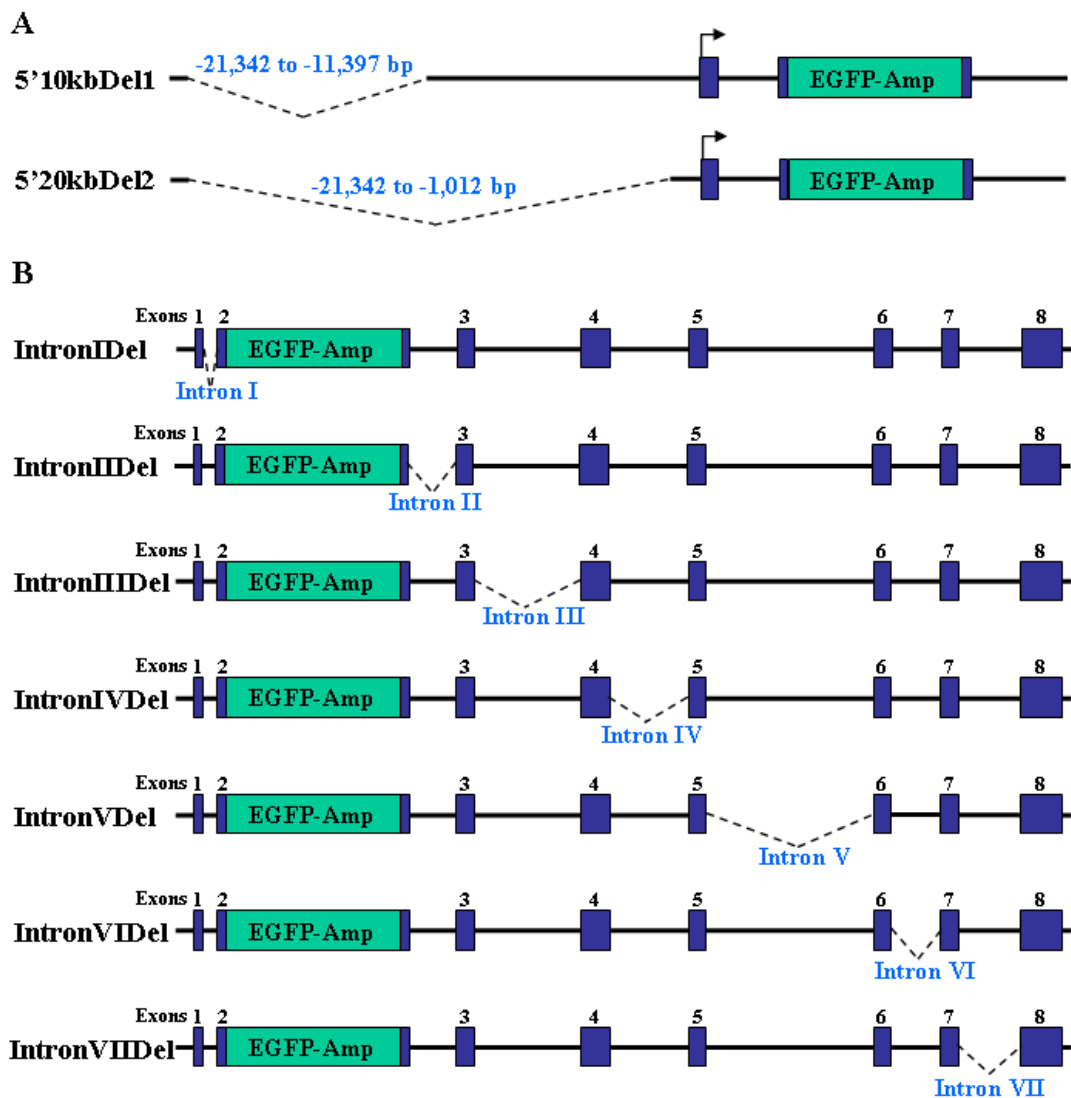 A
5'10kbDel1
-21,342 to -11,397 bp
EGFP-Amp
5'20kbDel2
-21,342 to -1,012 bp
EGFP-Amp
B
Exons 1 2 3 4 5 6 7 8
IntronIDel EGFP-Amp
Intron I
Exons 1 2 3 4 5 6 7 8
IntronIIDel EGFP-Amp
Intron II
Exons 1 2 3 4 5 6 7 8
IntronIIIDel EGFP-Amp
Intron III
Exons 1 2 3 4 5 6 7 8
IntronIVDel EGFP-Amp
Intron IV
Exons 1 2 3 4 5 6 7 8
IntronVDel EGFP-Amp
Intron V
Exons 1 2 3 4 5 6 7 8
IntronVIDel EGFP-Amp
Intron VI
Exons 1 2 3 4 5 6 7 8
IntronVIIDel EGFP-Amp
Intron VII